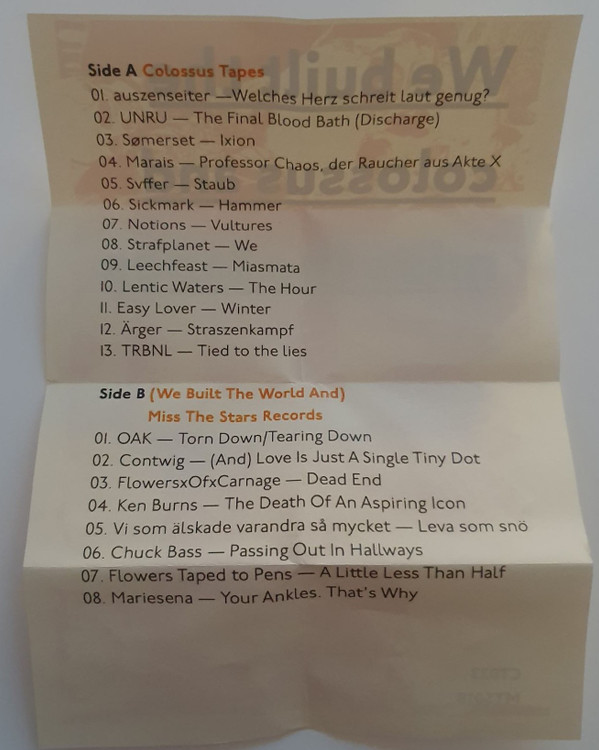 Side A Colossus Tapes
01. auszenseiter —Welches Herz schreit laut genug?
02. UNRU — The Final Blood Bath (Discharge)
03. Sømerset — Ixion
04. Marais — Professor Chaos, der Raucher aus Akte X
05. Svffer — Staub
06. Sickmark — Hammer
07. Notions — Vultures
08. Strafplanet — We
09. Leechfeast — Miasmata
10. Lentic Waters — The Hour
11. Easy Lover — Winter
12. Ärger — Straszenkampf
13. TRBNL — Tied to the lies
Side B (We Built The World And)
Miss The Stars Records
01. OAK — Torn Down/Tearing Down
02. Contwig — (And) Love Is Just A Single Tiny Dot
03. FlowersxOfxCarnage — Dead End
04. Ken Burns — The Death Of An Aspiring Icon
05. Vi som älskade varandra så mycket — Leva som snö
06. Chuck Bass — Passing Out In Hallways
07. Flowers Taped to Pens — A Little Less Than Half
08. Mariesena — Your Ankles. That's Why